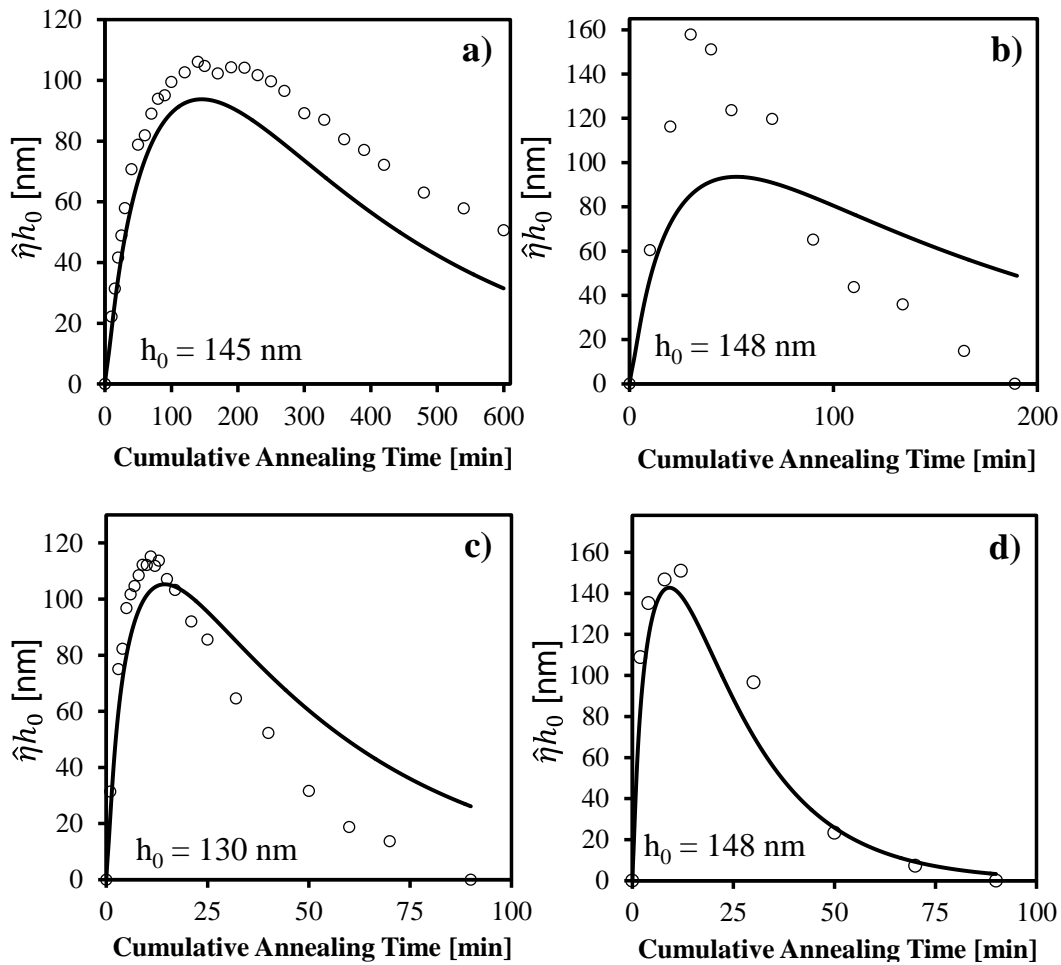 a)
η̂h₀ [nm]
120
100
80
60
40
20
0
h₀ = 145 nm
0 100 200 300 400 500 600
Cumulative Annealing Time [min]
b)
η̂h₀ [nm]
160
140
120
100
80
60
40
20
0
h₀ = 148 nm
0 100 200
Cumulative Annealing Time [min]
c)
η̂h₀ [nm]
120
100
80
60
40
20
0
h₀ = 130 nm
0 25 50 75 100
Cumulative Annealing Time [min]
d)
η̂h₀ [nm]
160
140
120
100
80
60
40
20
0
h₀ = 148 nm
0 25 50 75 100
Cumulative Annealing Time [min]